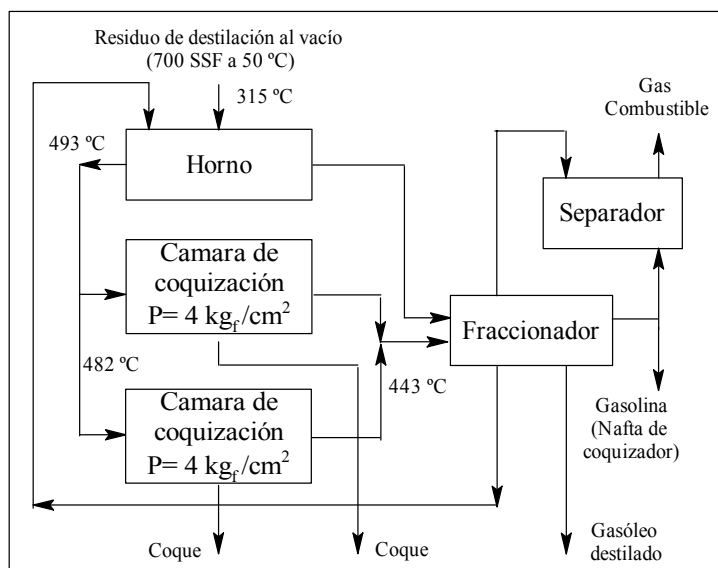 Residuo de destilación al vacío
(700 SSF a 50 ºC)
315 ºC
Gas
Combustible
493 ºC
Horno
Separador
Camara de
coquización
P= 4 kgf/cm2
Fraccionador
482 ºC
443 ºC
Camara de
coquización
P= 4 kgf/cm2
Gasolina
(Nafta de
coquizador)
Coque
Coque
Gasóleo
destilado